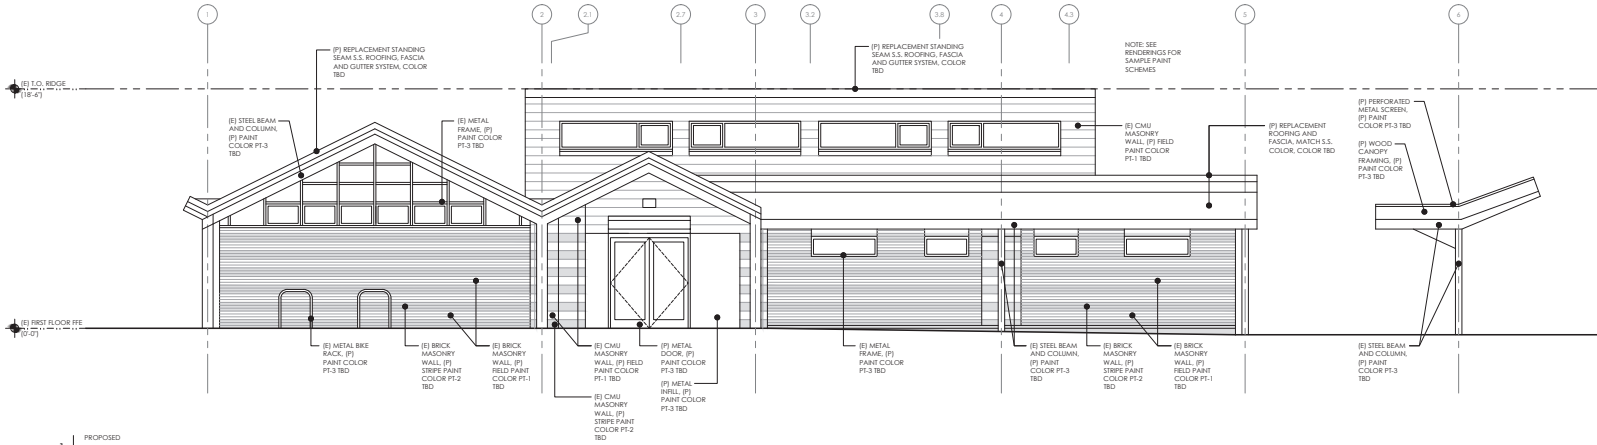 1
2
2.1
2.7
3
3.2
3.8
4
4.3
5
6
(P) REPLACEMENT STANDING
SEAM S.S. ROOFING, FASCIA
AND GUTTER SYSTEM, COLOR
TBD
(P) REPLACEMENT STANDING
SEAM S.S. ROOFING, FASCIA
AND GUTTER SYSTEM, COLOR
TBD
NOTE: SEE
RENDERINGS FOR
SAMPLE PAINT
SCHEMES
(E) T.O. RIDGE
(18'-6")
(E) STEEL BEAM
AND COLUMN,
(P) PAINT
COLOR PT-3
TBD
(E) METAL
FRAME, (P)
PAINT COLOR
PT-3 TBD
(E) CMU
MASONRY
WALL, (P) FIELD
PAINT COLOR
PT-1 TBD
(P) REPLACEMENT
ROOFING AND
FASCIA, MATCH S.S.
COLOR, COLOR TBD
(P) PERFORATED
METAL SCREEN,
(P) PAINT
COLOR PT-3 TBD
(P) WOOD
CANOPY
FRAMING, (P)
PAINT COLOR
PT-3 TBD
(E) FIRST FLOOR FFE
(0'-0")
(E) METAL BIKE
RACK, (P)
PAINT COLOR
PT-3 TBD
(E) BRICK
MASONRY
WALL, (P)
STRIPE PAINT
COLOR PT-2
TBD
(E) BRICK
MASONRY
WALL, (P)
FIELD PAINT
COLOR PT-1
TBD
(E) CMU
MASONRY
WALL, (P) FIELD
PAINT COLOR
PT-1 TBD
(E) CMU
MASONRY
WALL, (P)
STRIPE PAINT
COLOR PT-2
TBD
(P) METAL
DOOR, (P)
PAINT COLOR
PT-3 TBD
(P) METAL
INFILL, (P)
PAINT COLOR
PT-3 TBD
(E) METAL
FRAME, (P)
PAINT COLOR
PT-3 TBD
(E) STEEL BEAM
AND COLUMN,
(P) PAINT
COLOR PT-3
TBD
(E) BRICK
MASONRY
WALL, (P)
STRIPE PAINT
COLOR PT-2
TBD
(E) BRICK
MASONRY
WALL, (P)
FIELD PAINT
COLOR PT-1
TBD
(E) STEEL BEAM
AND COLUMN,
(P) PAINT
COLOR PT-3
TBD
PROPOSED